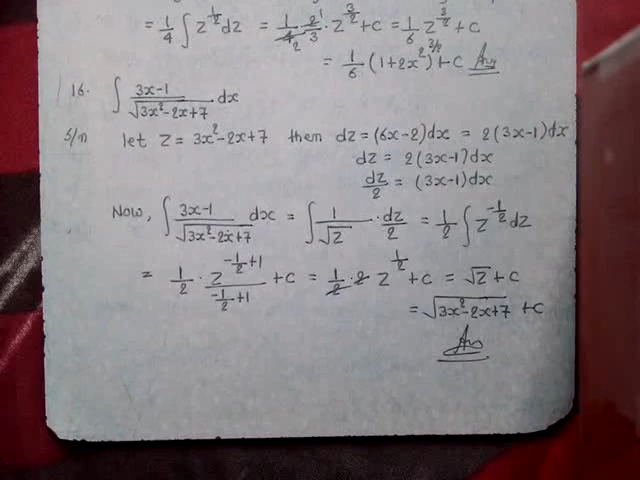 = 1/4 ∫ z^(1/2) dz = 1/4 · 2/3 · z^(3/2) + c = 1/6 z^(3/2) + c
= 1/6 (1+2x²)^(3/2) + c Ans
16. ∫ (3x-1)/√(3x²-2x+7) dx
S/n let z = 3x²-2x+7 then dz = (6x-2)dx = 2(3x-1)dx
dz = 2(3x-1)dx
dz/2 = (3x-1)dx
Now, ∫ (3x-1)/√(3x²-2x+7) dx = ∫ 1/√z · dz/2 = 1/2 ∫ z^(-1/2) dz
= 1/2 · z^(-1/2+1)/(-1/2+1) + c = 1/2 · 2 z^(1/2) + c = √z + c
= √(3x²-2x+7) + c
Ans